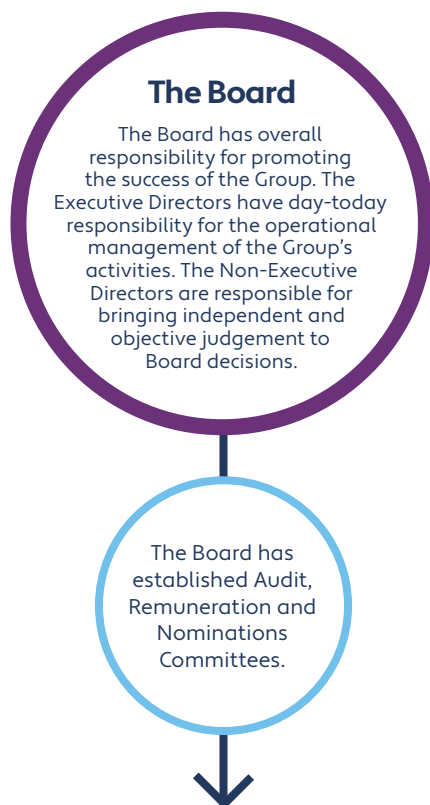 The Board
The Board has overall
responsibility for promoting
the success of the Group. The
Executive Directors have day-today
responsibility for the operational
management of the Group’s
activities. The Non-Executive
Directors are responsible for
bringing independent and
objective judgement to
Board decisions.
The Board has
established Audit,
Remuneration and
Nominations
Committees.